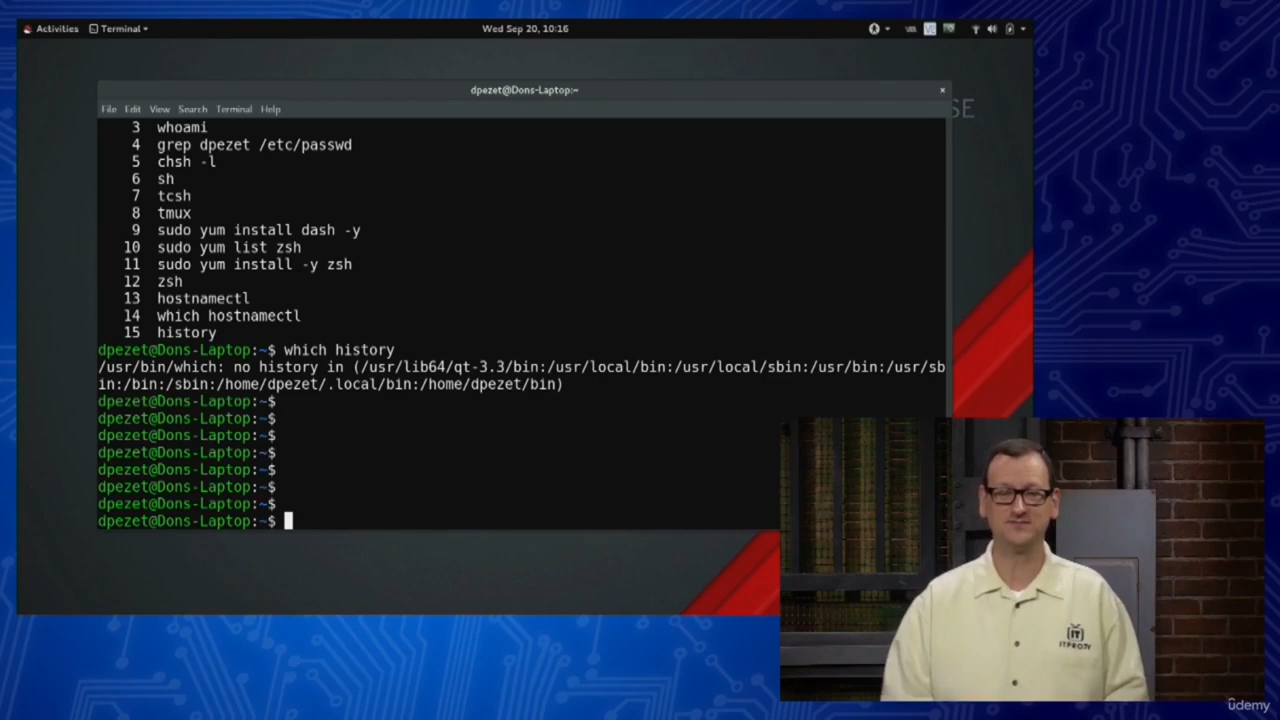 Activities Terminal Wed Sep 20, 10:16
dpezet@Dons-Laptop:~ ×
File Edit View Search Terminal Help
SE
3 whoami
4 grep dpezet /etc/passwd
5 chsh -l
6 sh
7 tcsh
8 tmux
9 sudo yum install dash -y
10 sudo yum list zsh
11 sudo yum install -y zsh
12 zsh
13 hostnamectl
14 which hostnamectl
15 history
dpezet@Dons-Laptop:~$ which history
/usr/bin/which: no history in (/usr/lib64/qt-3.3/bin:/usr/local/bin:/usr/local/sbin:/usr/bin:/usr/sb
in:/bin:/sbin:/home/dpezet/.local/bin:/home/dpezet/bin)
dpezet@Dons-Laptop:~$
dpezet@Dons-Laptop:~$
dpezet@Dons-Laptop:~$
dpezet@Dons-Laptop:~$
dpezet@Dons-Laptop:~$
dpezet@Dons-Laptop:~$
dpezet@Dons-Laptop:~$
dpezet@Dons-Laptop:~$
IT
ITPRO.TV
ûdemy